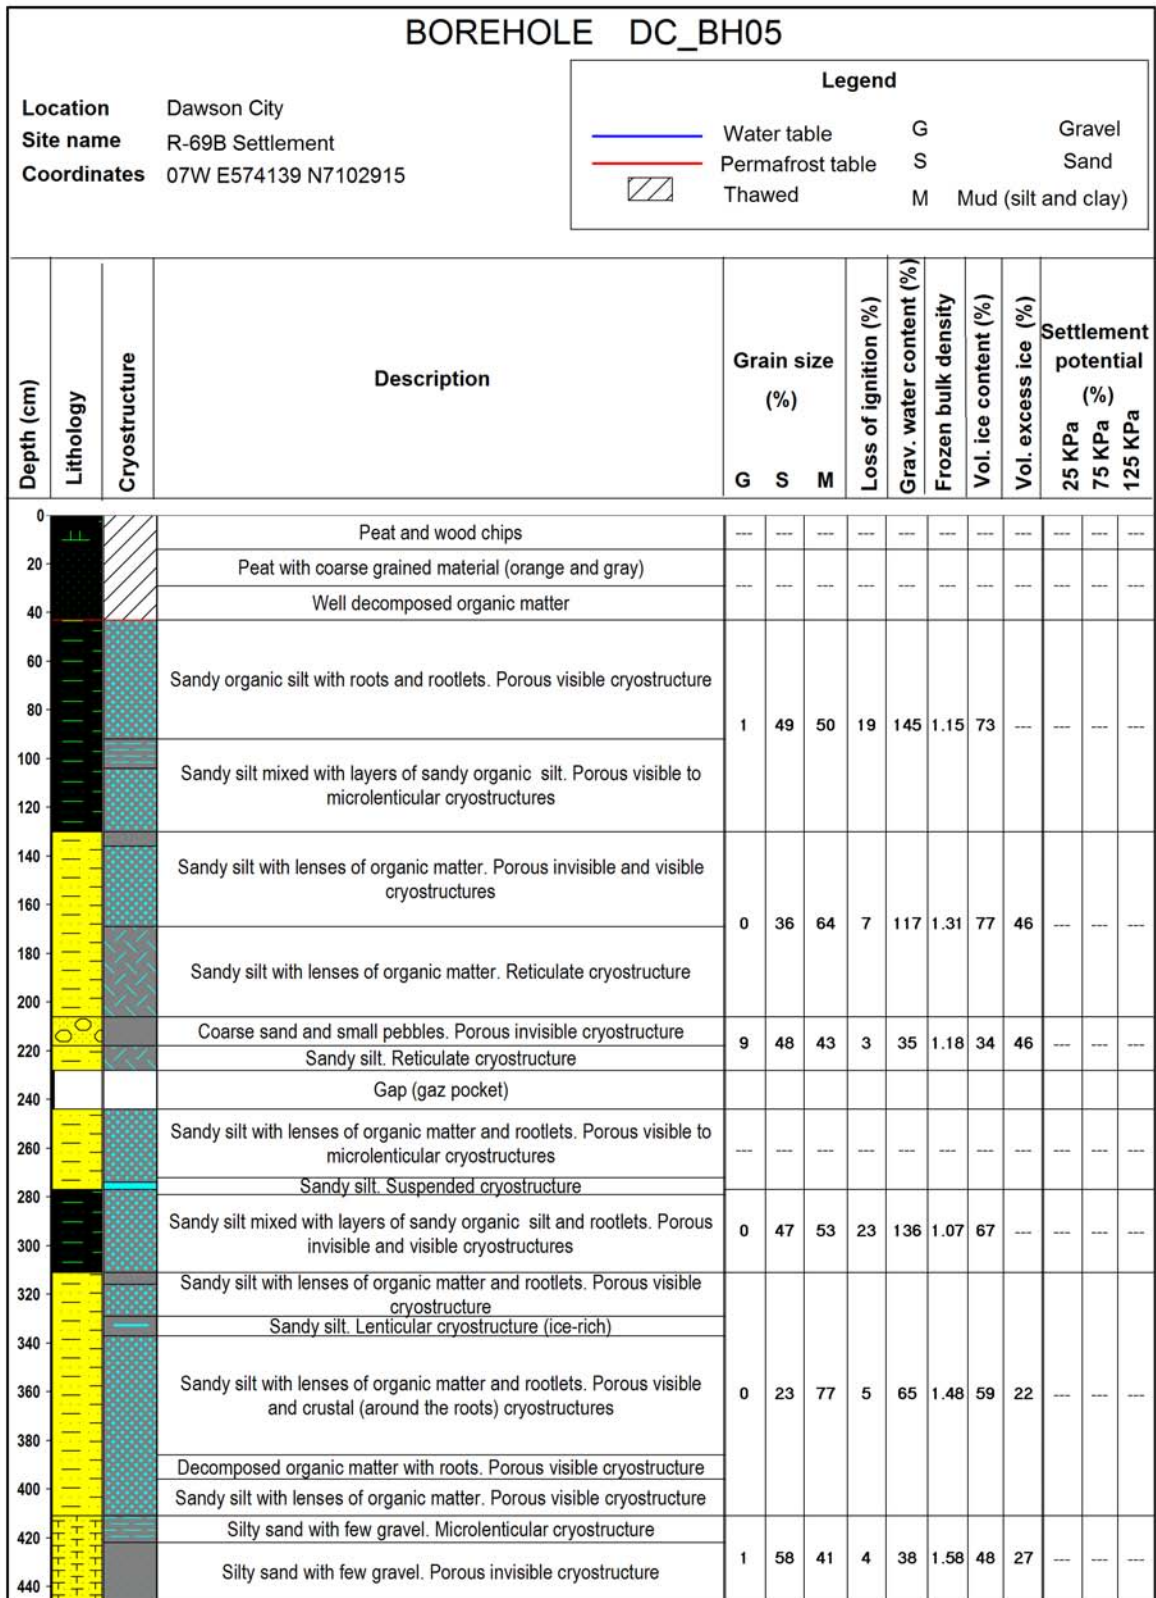 BOREHOLE DC_BH05
Location Dawson City
Site name R-69B Settlement
Coordinates 07W E574139 N7102915
Legend
Water table G Gravel
Permafrost table S Sand
Thawed M Mud (silt and clay)
Depth (cm)
Lithology
Cryostructure
Description
Grain size
(%)
G S M
Loss of ignition (%)
Grav. water content (%)
Frozen bulk density
Vol. ice content (%)
Vol. excess ice (%)
Settlement
potential
(%)
25 KPa
75 KPa
125 KPa
0
Peat and wood chips --- --- --- --- --- --- --- --- --- --- ---
20
Peat with coarse grained material (orange and gray)
--- --- --- --- --- --- --- --- --- --- ---
Well decomposed organic matter
40
60
Sandy organic silt with roots and rootlets. Porous visible cryostructure
80
1 49 50 19 145 1.15 73 --- --- --- ---
100
Sandy silt mixed with layers of sandy organic silt. Porous visible to
microlenticular cryostructures
120
140
Sandy silt with lenses of organic matter. Porous invisible and visible
cryostructures
160
0 36 64 7 117 1.31 77 46 --- --- ---
180
Sandy silt with lenses of organic matter. Reticulate cryostructure
200
Coarse sand and small pebbles. Porous invisible cryostructure
9 48 43 3 35 1.18 34 46 --- --- ---
220
Sandy silt. Reticulate cryostructure
Gap (gaz pocket)
240
Sandy silt with lenses of organic matter and rootlets. Porous visible to
260
microlenticular cryostructures
--- --- --- --- --- --- --- --- --- --- ---
Sandy silt. Suspended cryostructure
280
Sandy silt mixed with layers of sandy organic silt and rootlets. Porous
invisible and visible cryostructures
0 47 53 23 136 1.07 67 --- --- --- ---
300
Sandy silt with lenses of organic matter and rootlets. Porous visible
cryostructure
320
Sandy silt. Lenticular cryostructure (ice-rich)
340
Sandy silt with lenses of organic matter and rootlets. Porous visible
and crustal (around the roots) cryostructures
360
0 23 77 5 65 1.48 59 22 --- --- ---
380
Decomposed organic matter with roots. Porous visible cryostructure
400
Sandy silt with lenses of organic matter. Porous visible cryostructure
Silty sand with few gravel. Microlenticular cryostructure
420
1 58 41 4 38 1.58 48 27 --- --- ---
Silty sand with few gravel. Porous invisible cryostructure
440